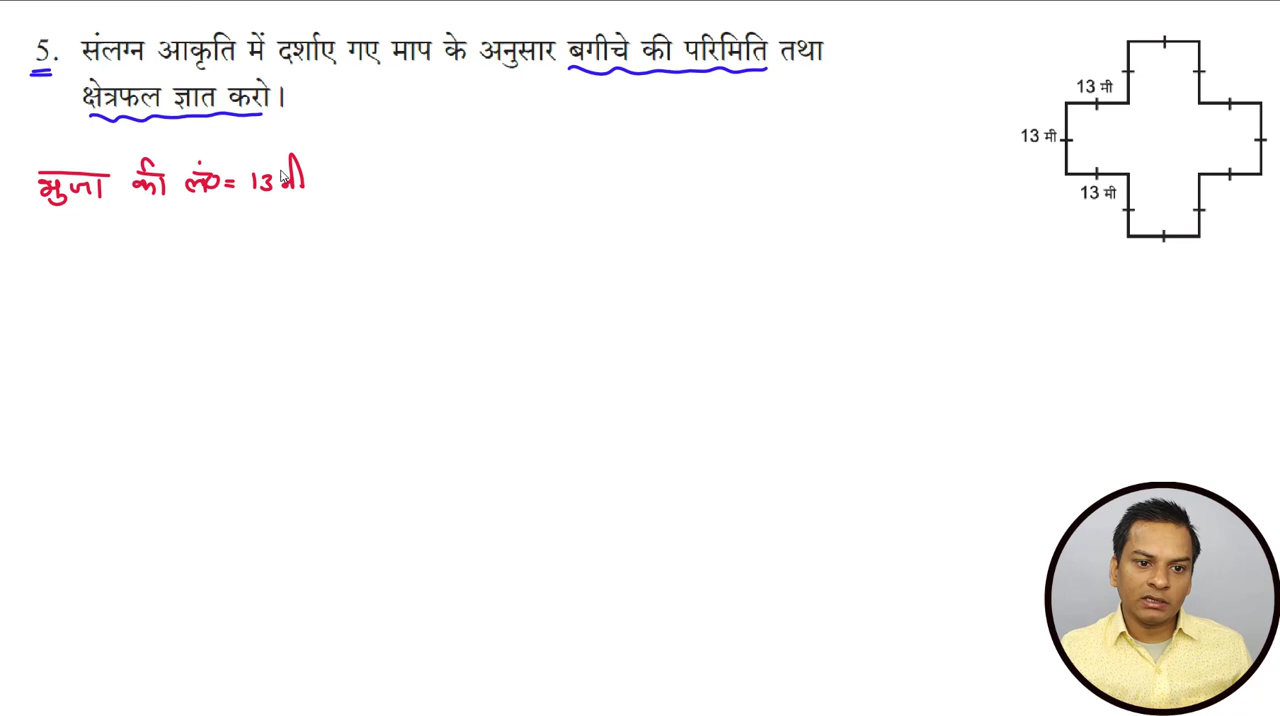 5. संलग्न आकृति में दर्शाए गए माप के अनुसार बगीचे की परिमिति तथा
क्षेत्रफल ज्ञात करो।
भुजा की लं० = 13 मी
13 मी
13 मी
13 मी